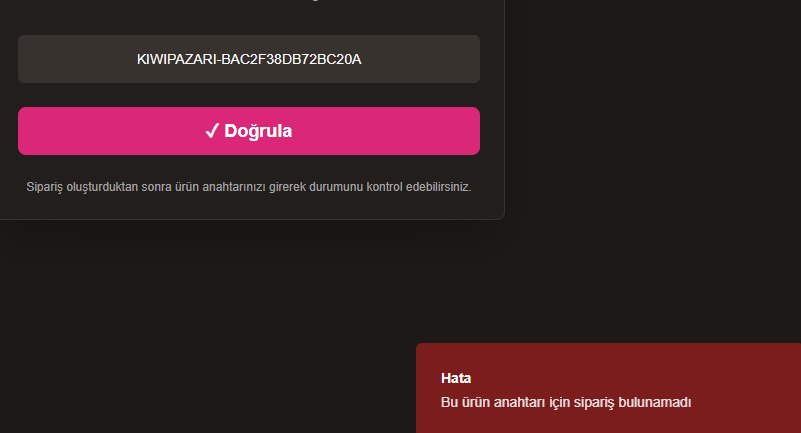 KIWIPAZARI-BAC2F38DB72BC20A
✓ Doğrula
Sipariş oluşturduktan sonra ürün anahtarınızı girerek durumunu kontrol edebilirsiniz.
Hata
Bu ürün anahtarı için sipariş bulunamadı